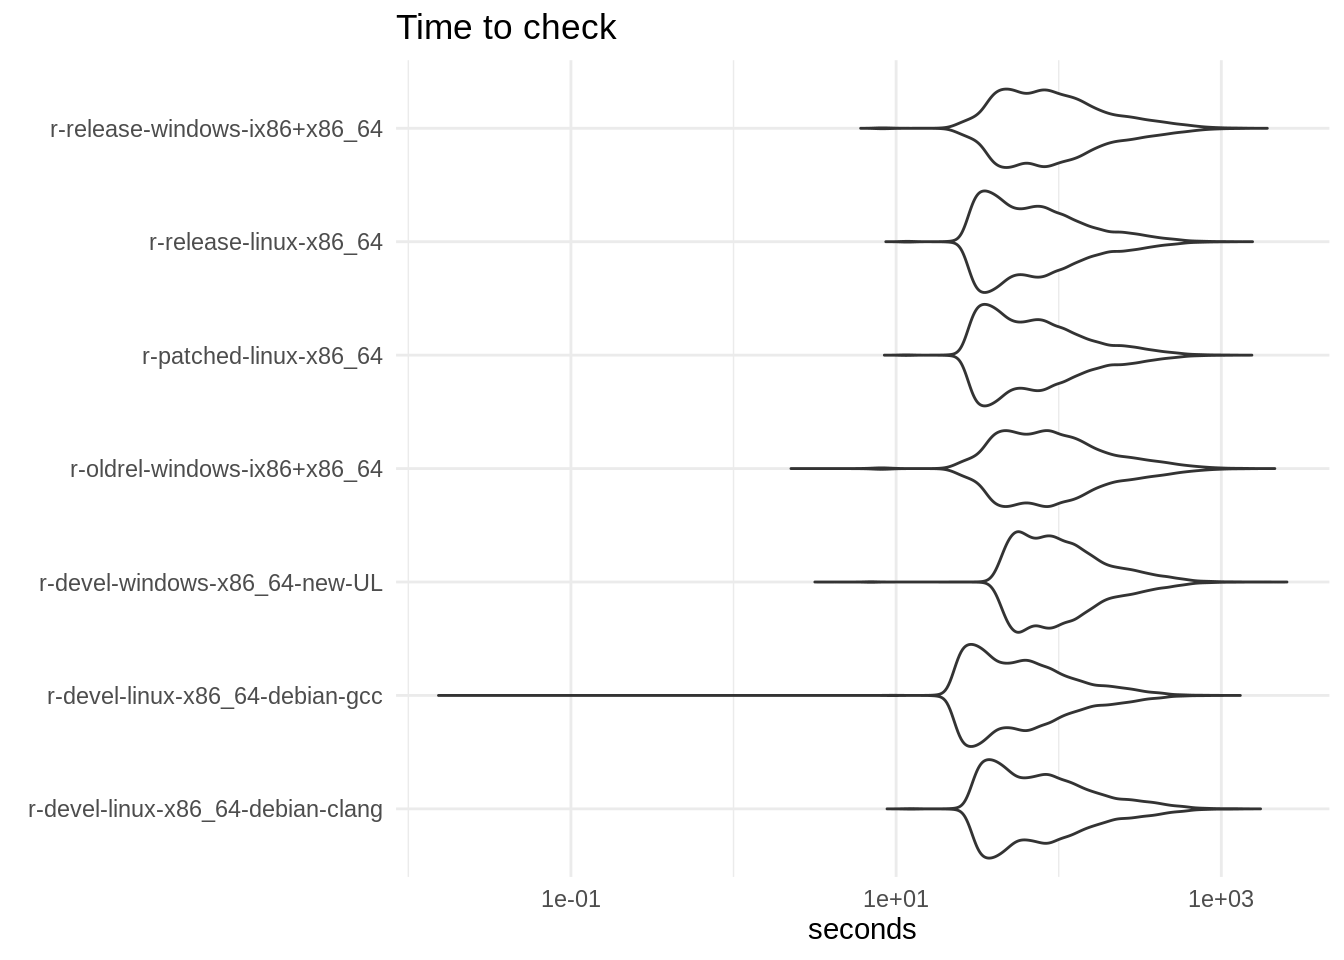 Time to check
r-release-windows-ix86+x86_64
r-release-linux-x86_64
r-patched-linux-x86_64
r-oldrel-windows-ix86+x86_64
r-devel-windows-x86_64-new-UL
r-devel-linux-x86_64-debian-gcc
r-devel-linux-x86_64-debian-clang
1e-01 1e+01 1e+03
seconds